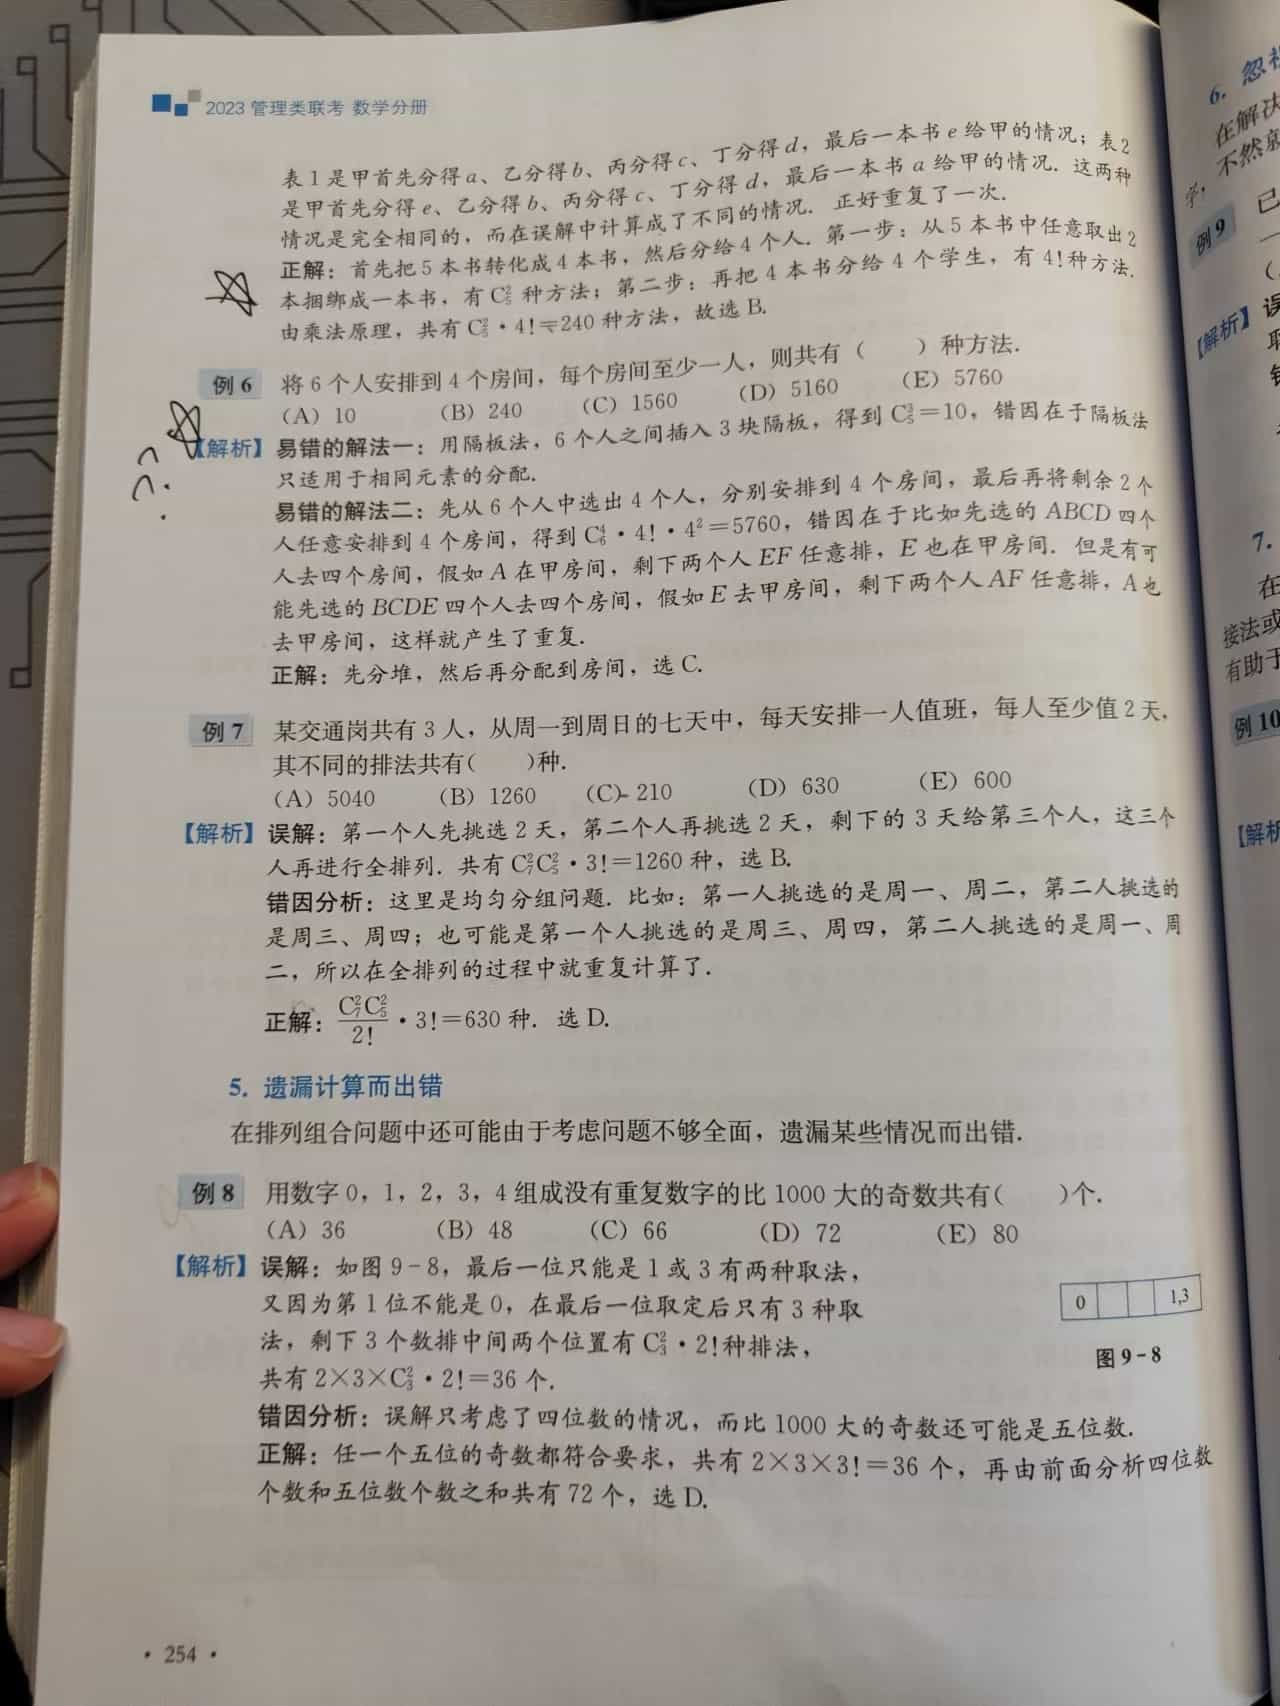 2023 管理类联考 数学分册
表 1 是甲首先分得 a、乙分得 b、丙分得 c、丁分得 d，最后一本书 e 给甲的情况；表 2
是甲首先分得 e、乙分得 b、丙分得 c、丁分得 d，最后一本书 a 给甲的情况．这两种
情况是完全相同的，而在误解中计算成了不同的情况．正好重复了一次．
正解：首先把 5 本书转化成 4 本书，然后分给 4 个人．第一步：从 5 本书中任意取出 2
本捆绑成一本书，有 C₅² 种方法；第二步：再把 4 本书分给 4 个学生，有 4!种方法．
由乘法原理，共有 C₅²・4!=240 种方法，故选 B.
例 6 将 6 个人安排到 4 个房间，每个房间至少一人，则共有（　）种方法．
(A) 10 (B) 240 (C) 1560 (D) 5160 (E) 5760
【解析】易错的解法一：用隔板法，6 个人之间插入 3 块隔板，得到 C₅³=10，错因在于隔板法
只适用于相同元素的分配．
易错的解法二：先从 6 个人中选出 4 个人，分别安排到 4 个房间，最后再将剩余 2 个
人任意安排到 4 个房间，得到 C₆⁴・4!・4²=5760，错因在于比如先选的 ABCD 四个
人去四个房间，假如 A 在甲房间，剩下两个人 EF 任意排，E 也在甲房间．但是有可
能先选的 BCDE 四个人去四个房间，假如 E 去甲房间，剩下两个人 AF 任意排，A 也
去甲房间，这样就产生了重复．
正解：先分堆，然后再分配到房间，选 C.
例 7 某交通岗共有 3 人，从周一到周日的七天中，每天安排一人值班，每人至少值 2 天，
其不同的排法共有（　）种．
(A) 5040 (B) 1260 (C) 210 (D) 630 (E) 600
【解析】误解：第一个人先挑选 2 天，第二个人再挑选 2 天，剩下的 3 天给第三个人，这三个
人再进行全排列．共有 C₇²C₅²・3!=1260 种，选 B.
错因分析：这里是均匀分组问题．比如：第一人挑选的是周一、周二，第二人挑选的
是周三、周四；也可能是第一个人挑选的是周三、周四，第二人挑选的是周一、周
二，所以在全排列的过程中就重复计算了．
正解：C₇²C₅²/2!・3!=630 种．选 D.
5. 遗漏计算而出错
在排列组合问题中还可能由于考虑问题不够全面，遗漏某些情况而出错．
例 8 用数字 0，1，2，3，4 组成没有重复数字的比 1000 大的奇数共有（　）个．
(A) 36 (B) 48 (C) 66 (D) 72 (E) 80
【解析】误解：如图 9-8，最后一位只能是 1 或 3 有两种取法，
又因为第 1 位不能是 0，在最后一位取定后只有 3 种取
法，剩下 3 个数排中间两个位置有 C₃²・2!种排法，
共有 2×3×C₃²・2!=36 个．
0 1,3
图 9-8
错因分析：误解只考虑了四位数的情况，而比 1000 大的奇数还可能是五位数．
正解：任一个五位的奇数都符合要求，共有 2×3×3!=36 个，再由前面分析四位数
个数和五位数个数之和共有 72 个，选 D.
・254・
6. 忽
在解决
不然
学，
例 9 已
【解析】误
取
错
7.
在
接法或
有助于
例 10
【解析